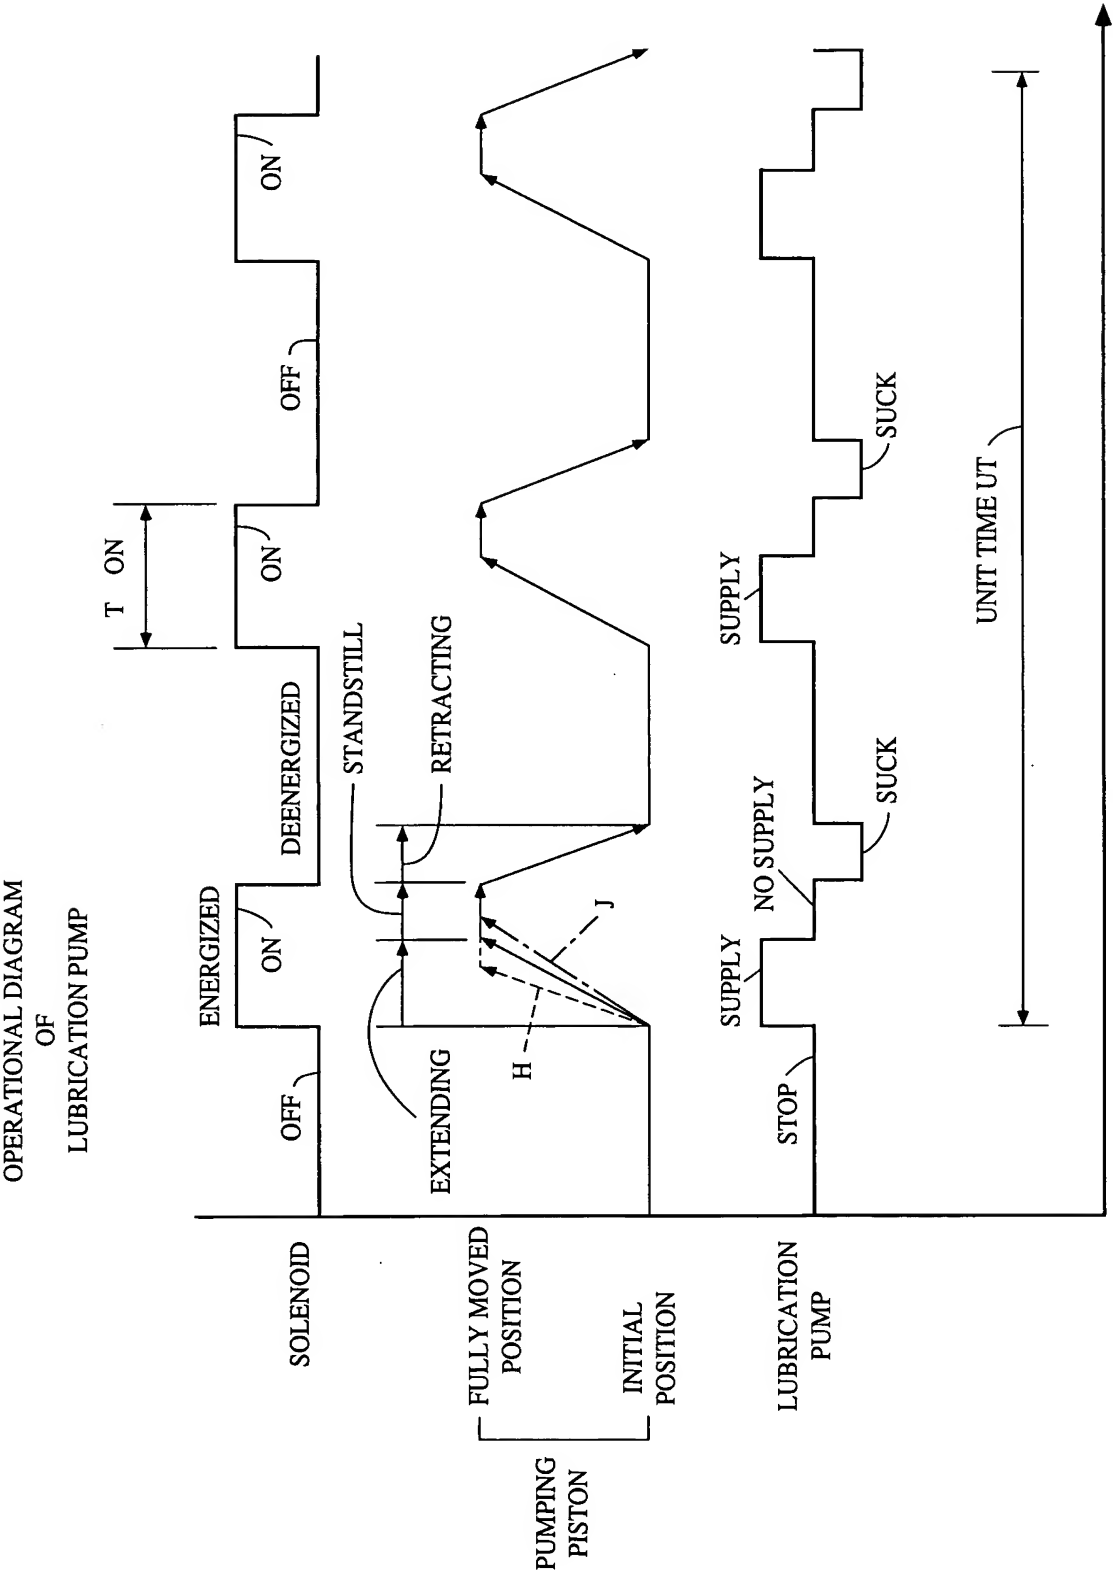 OPERATIONAL DIAGRAM
OF
LUBRICATION PUMP
T ON
ENERGIZED
DEENERGIZED
SOLENOID
OFF
ON
ON
OFF
ON
STANDSTILL
EXTENDING
RETRACTING
PUMPING
PISTON
FULLY MOVED
POSITION
INITIAL
POSITION
H
J
LUBRICATION
PUMP
STOP
SUPPLY
NO SUPPLY
SUCK
SUPPLY
SUCK
UNIT TIME UT